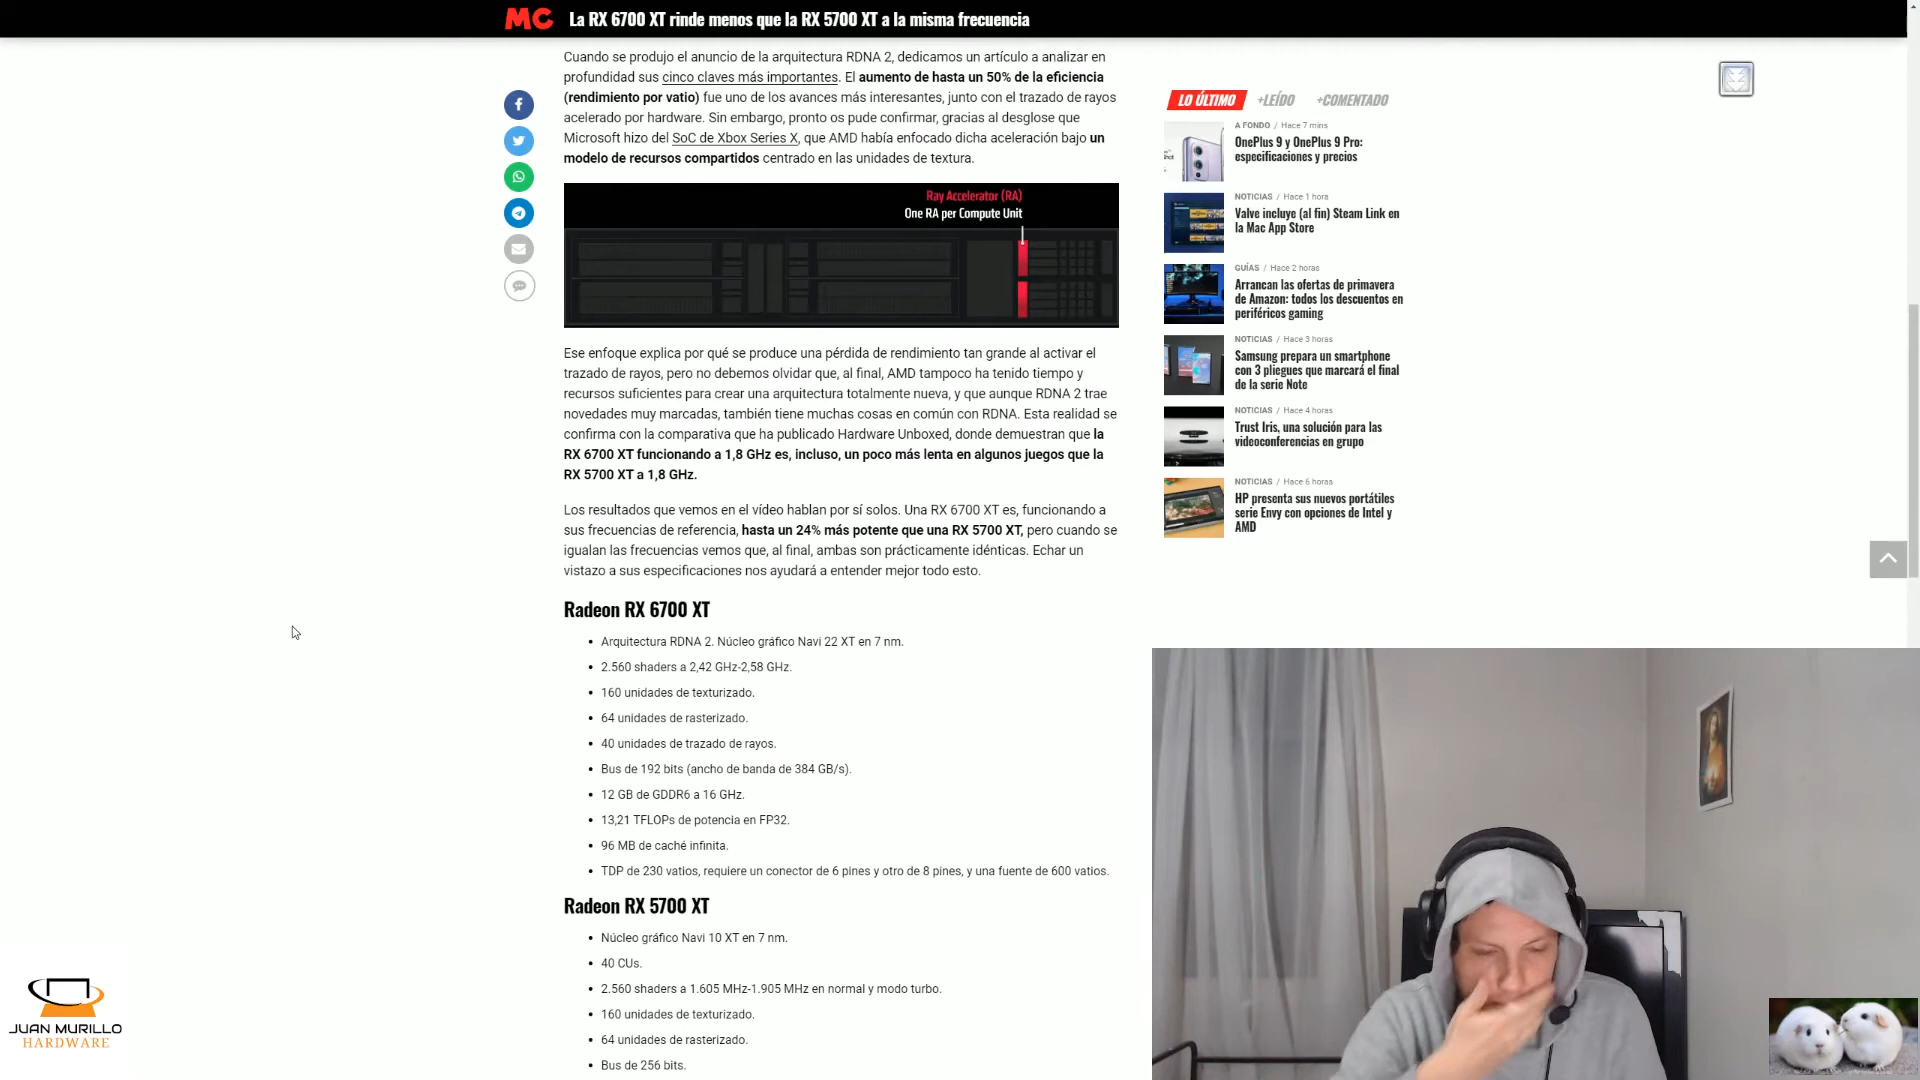 MC La RX 6700 XT rinde menos que la RX 5700 XT a la misma frecuencia
Cuando se produjo el anuncio de la arquitectura RDNA 2, dedicamos un artículo a analizar en
profundidad sus cinco claves más importantes. El aumento de hasta un 50% de la eficiencia
(rendimiento por vatio) fue uno de los avances más interesantes, junto con el trazado de rayos
acelerado por hardware. Sin embargo, pronto os pude confirmar, gracias al desglose que
Microsoft hizo del SoC de Xbox Series X, que AMD había enfocado dicha aceleración bajo un
modelo de recursos compartidos centrado en las unidades de textura.
Ray Accelerator (RA)
One RA per Compute Unit
Ese enfoque explica por qué se produce una pérdida de rendimiento tan grande al activar el
trazado de rayos, pero no debemos olvidar que, al final, AMD tampoco ha tenido tiempo y
recursos suficientes para crear una arquitectura totalmente nueva, y que aunque RDNA 2 trae
novedades muy marcadas, también tiene muchas cosas en común con RDNA. Esta realidad se
confirma con la comparativa que ha publicado Hardware Unboxed, donde demuestran que la
RX 6700 XT funcionando a 1,8 GHz es, incluso, un poco más lenta en algunos juegos que la
RX 5700 XT a 1,8 GHz.
Los resultados que vemos en el vídeo hablan por sí solos. Una RX 6700 XT es, funcionando a
sus frecuencias de referencia, hasta un 24% más potente que una RX 5700 XT, pero cuando se
igualan las frecuencias vemos que, al final, ambas son prácticamente idénticas. Echar un
vistazo a sus especificaciones nos ayudará a entender mejor todo esto.
Radeon RX 6700 XT
• Arquitectura RDNA 2. Núcleo gráfico Navi 22 XT en 7 nm.
• 2.560 shaders a 2,42 GHz-2,58 GHz.
• 160 unidades de texturizado.
• 64 unidades de rasterizado.
• 40 unidades de trazado de rayos.
• Bus de 192 bits (ancho de banda de 384 GB/s).
• 12 GB de GDDR6 a 16 GHz.
• 13,21 TFLOPs de potencia en FP32.
• 96 MB de caché infinita.
• TDP de 230 vatios, requiere un conector de 6 pines y otro de 8 pines, y una fuente de 600 vatios.
Radeon RX 5700 XT
• Núcleo gráfico Navi 10 XT en 7 nm.
• 40 CUs.
• 2.560 shaders a 1.605 MHz-1.905 MHz en normal y modo turbo.
• 160 unidades de texturizado.
• 64 unidades de rasterizado.
• Bus de 256 bits.
LO ÚLTIMO +LEÍDO +COMENTADO
A FONDO / Hace 7 mins
OnePlus 9 y OnePlus 9 Pro:
especificaciones y precios
NOTICIAS / Hace 1 hora
Valve incluye (al fin) Steam Link en
la Mac App Store
GUÍAS / Hace 2 horas
Arrancan las ofertas de primavera
de Amazon: todos los descuentos en
periféricos gaming
NOTICIAS / Hace 3 horas
Samsung prepara un smartphone
con 3 pliegues que marcará el final
de la serie Note
NOTICIAS / Hace 4 horas
Trust Iris, una solución para las
videoconferencias en grupo
NOTICIAS / Hace 6 horas
HP presenta sus nuevos portátiles
serie Envy con opciones de Intel y
AMD
JUAN MURILLO
HARDWARE